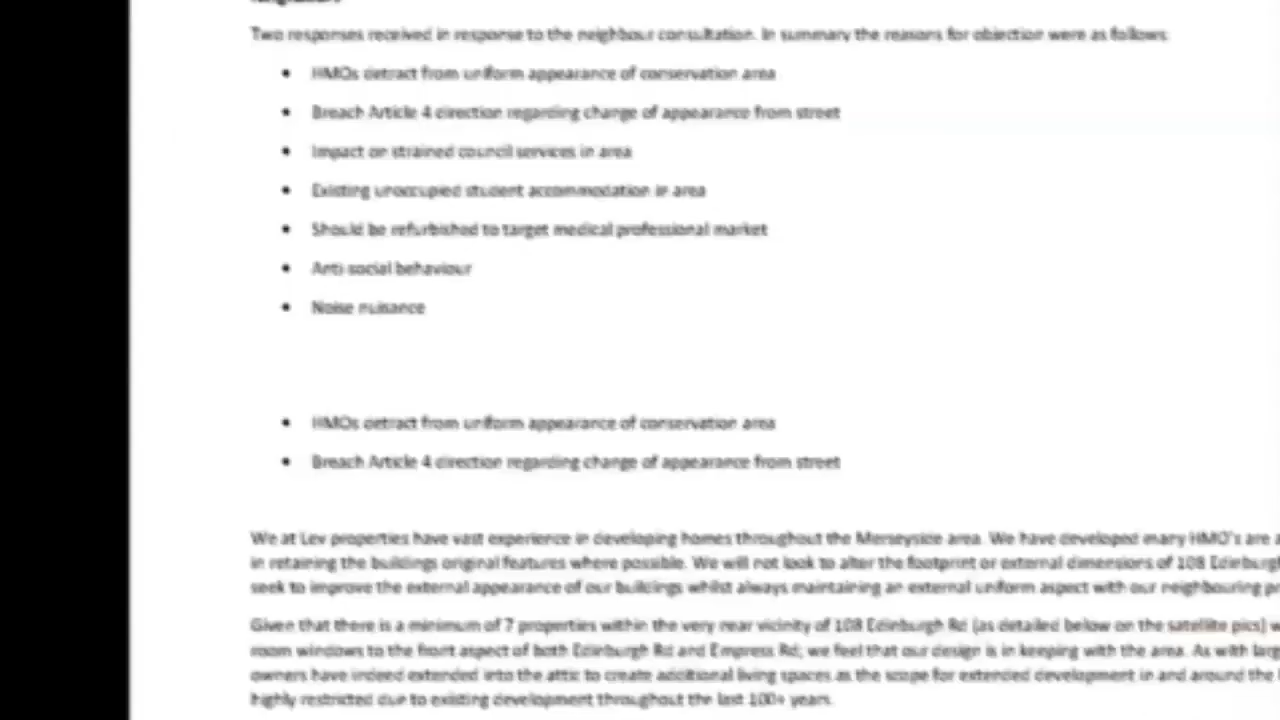 Two responses received in response to the neighbour consultation. In summary the reasons for objection were as follows:
• HMOs detract from uniform appearance of conservation area
• Breach Article 4 direction regarding change of appearance from street
• Impact on strained council services in area
• Existing unoccupied student accommodation in area
• Should be refurbished to target medical professional market
• Anti social behaviour
• Noise nuisance
• HMOs detract from uniform appearance of conservation area
• Breach Article 4 direction regarding change of appearance from street
We at Lev properties have vast experience in developing homes throughout the Merseyside area. We have developed many HMO's are a
in retaining the buildings original features where possible. We will not look to alter the footprint or external dimensions of 108 Edinburgh
seek to improve the external appearance of our buildings whilst always maintaining an external uniform aspect with our neighbouring
Given that there is a minimum of 7 properties within the very near vicinity of 108 Edinburgh Rd (as detailed below on the satellite pics)
room windows to the front aspect of both Edinburgh Rd and Empress Rd, we feel that our design is in keeping with the area. As with
owners have indeed extended into the attic to create additional living spaces as the scope for extended development in and around the
highly restricted due to existing development throughout the last 100+ years.